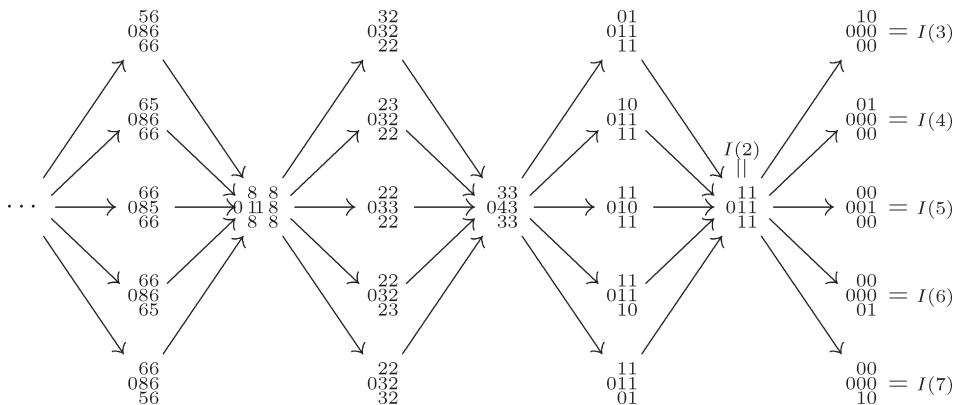 56 32 01 10
086 032 011 000 = I(3)
66 22 11 00
65 23 10 01
086 032 011 000 = I(4)
66 22 11 00
I(2)
||
66 8 8 22 33 11 11 00
··· 085 0 11 8 033 043 010 011 001 = I(5)
66 8 8 22 33 11 11 00
66 22 11 00
086 032 011 000 = I(6)
65 23 10 01
66 22 11 00
086 032 011 000 = I(7)
56 32 01 10